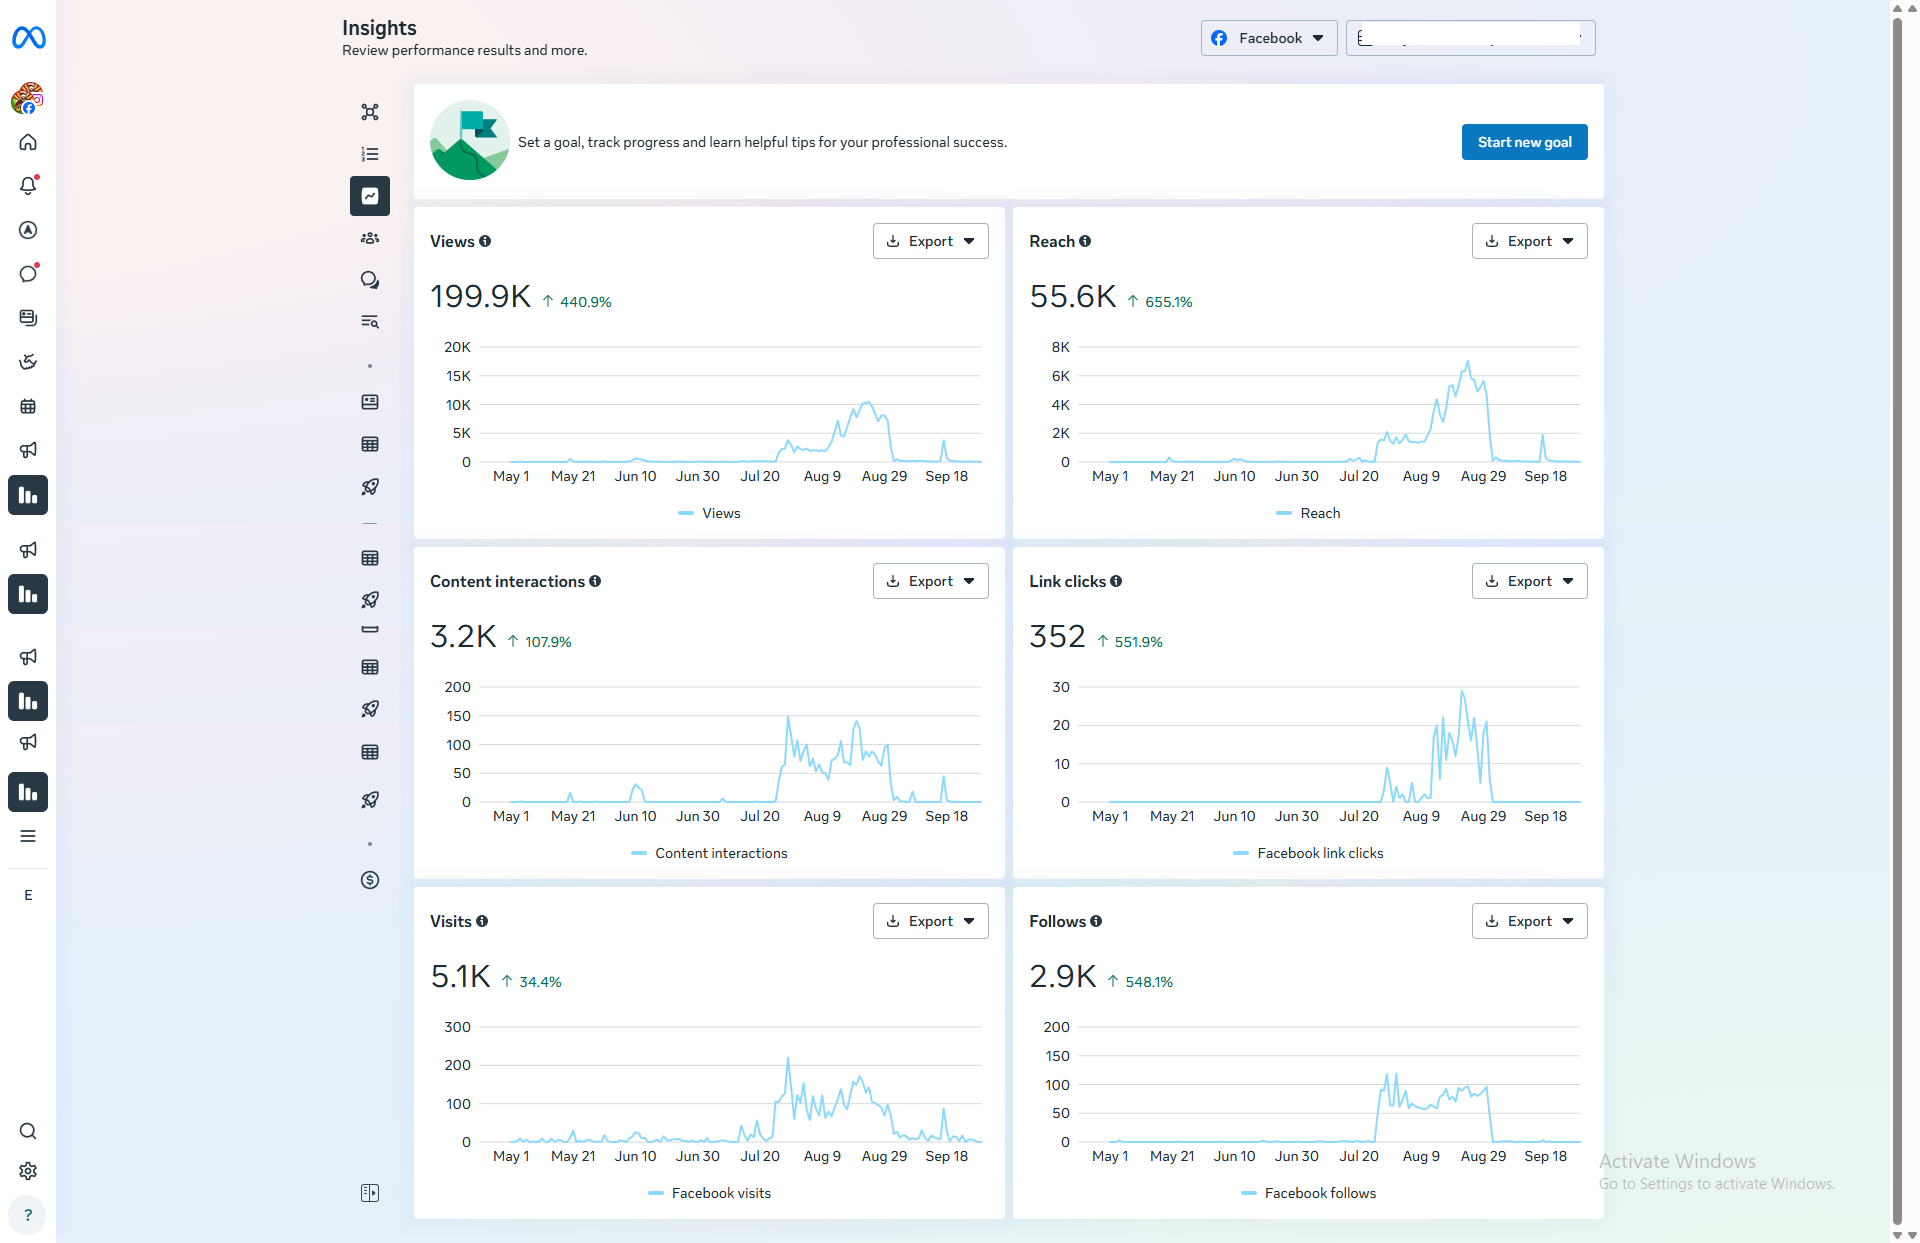 Insights
Review performance results and more.
Facebook
Set a goal, track progress and learn helpful tips for your professional success.
Start new goal
Views
Export
199.9K ↑ 440.9%
20K
15K
10K
5K
0
May 1 May 21 Jun 10 Jun 30 Jul 20 Aug 9 Aug 29 Sep 18
Views
Reach
Export
55.6K ↑ 655.1%
8K
6K
4K
2K
0
May 1 May 21 Jun 10 Jun 30 Jul 20 Aug 9 Aug 29 Sep 18
Reach
Content interactions
Export
3.2K ↑ 107.9%
200
150
100
50
0
May 1 May 21 Jun 10 Jun 30 Jul 20 Aug 9 Aug 29 Sep 18
Content interactions
Link clicks
Export
352 ↑ 551.9%
30
20
10
0
May 1 May 21 Jun 10 Jun 30 Jul 20 Aug 9 Aug 29 Sep 18
Facebook link clicks
E
Visits
Export
5.1K ↑ 34.4%
300
200
100
0
May 1 May 21 Jun 10 Jun 30 Jul 20 Aug 9 Aug 29 Sep 18
Facebook visits
Follows
Export
2.9K ↑ 548.1%
200
150
100
50
0
May 1 May 21 Jun 10 Jun 30 Jul 20 Aug 9 Aug 29 Sep 18
Facebook follows
Activate Windows
Go to Settings to activate Windows.
?